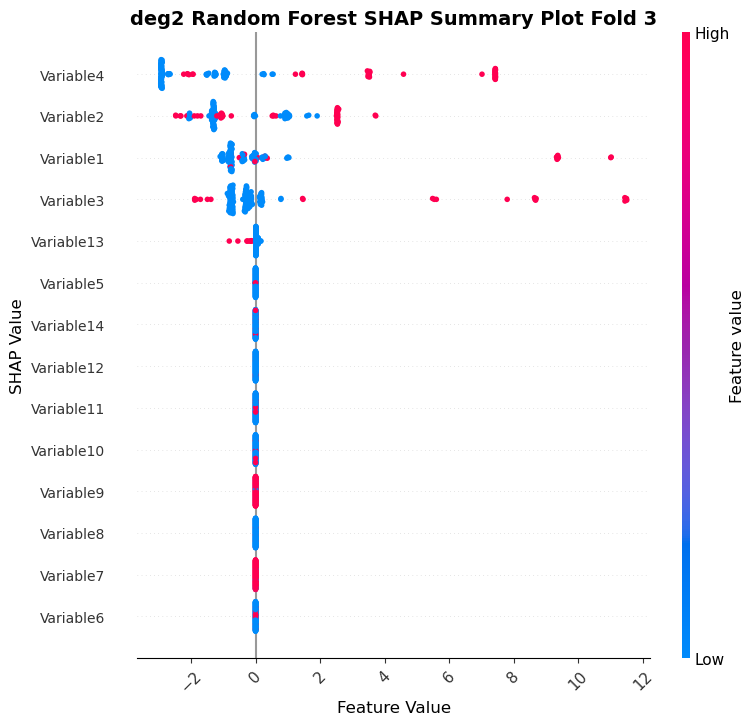 deg2 Random Forest SHAP Summary Plot Fold 3
High
Variable4
Variable2
Variable1
Variable3
Variable13
Variable5
Variable14
Variable12
Variable11
Variable10
Variable9
Variable8
Variable7
Variable6
SHAP Value
Feature value
Low
−2 0 2 4 6 8 10 12
Feature Value